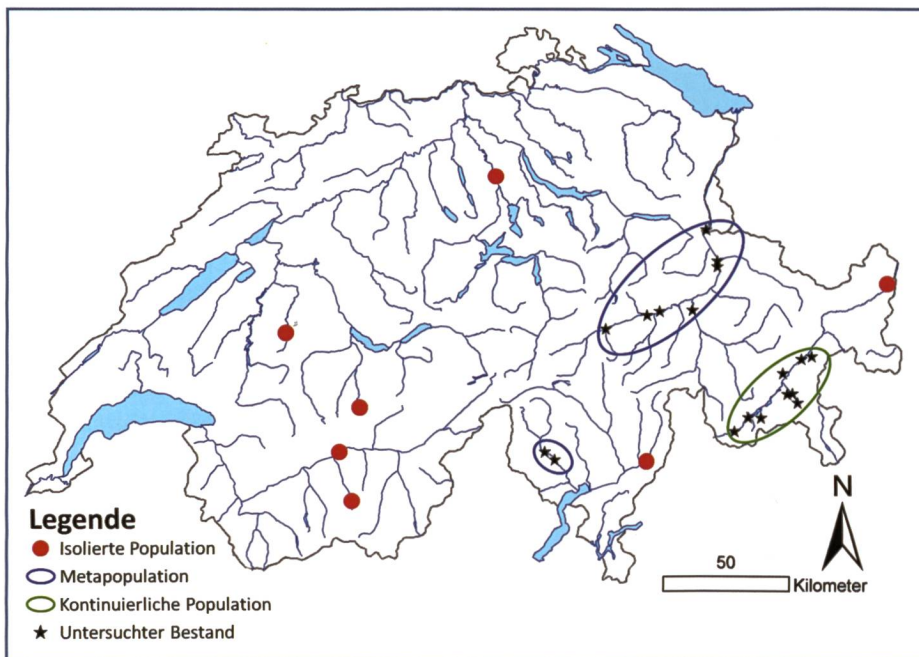 Legende
Isolierte Population
Metapopulation
Kontinuierliche Population
Untersuchter Bestand
N
50
Kilometer